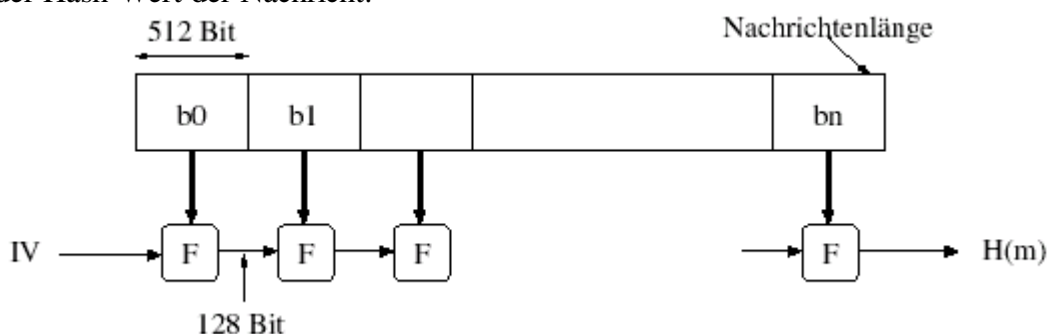 der Hash-Wert der Nachricht.
512 Bit
Nachrichtenlänge
b0 b1 bn
IV F F F F H(m)
128 Bit